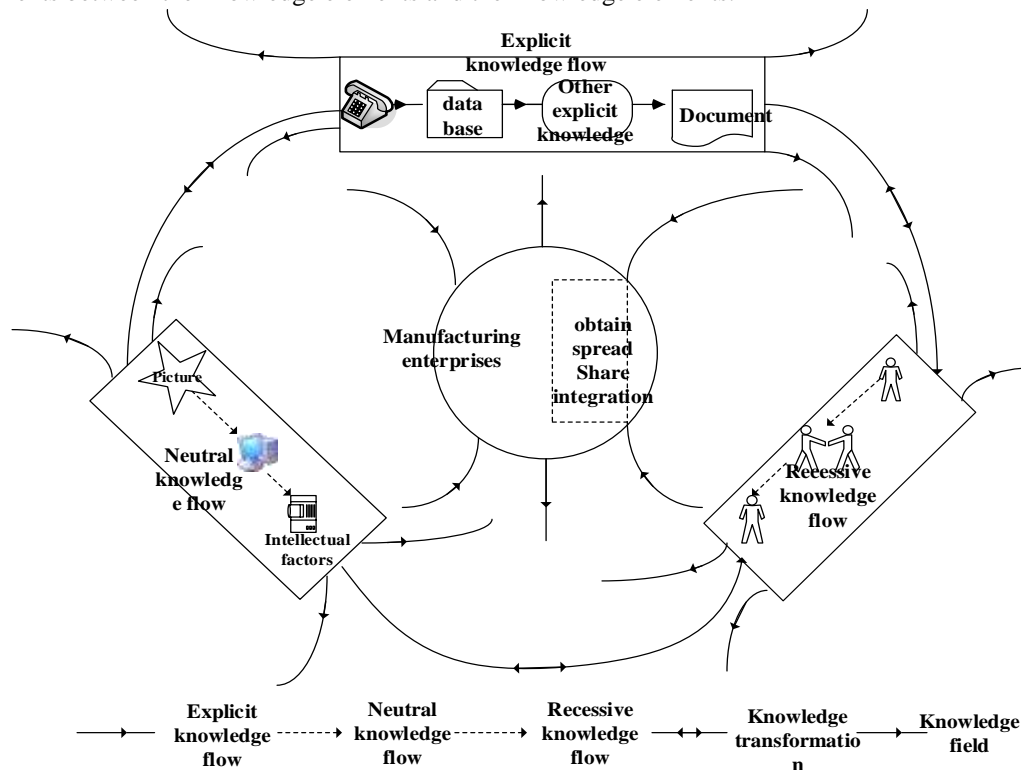 Explicit
knowledge flow
data
base
Other
explicit
knowledge
Document
Manufacturing
enterprises
obtain
spread
Share
integration
Picture
Neutral
knowledg
e flow
Intellectual
factors
Recessive
knowledge
flow
Explicit
knowledge
flow
Neutral
knowledge
flow
Recessive
knowledge
flow
Knowledge
transformatio
n
Knowledge
field